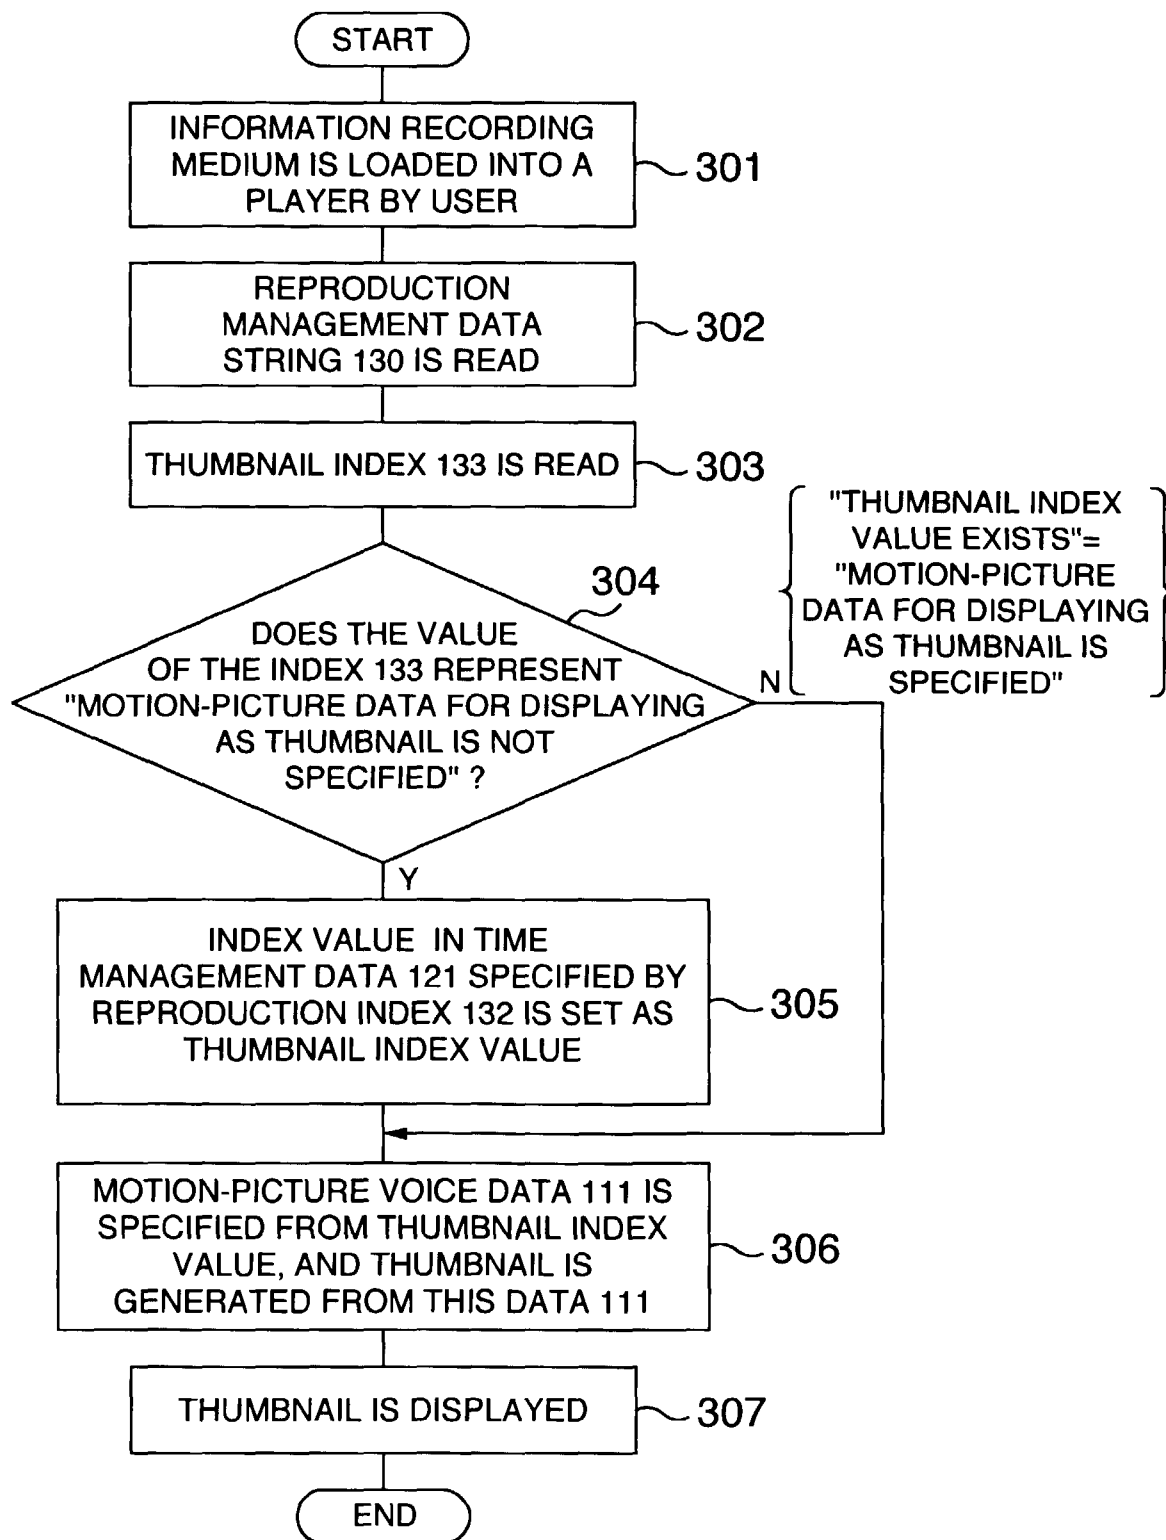 START
INFORMATION RECORDING
MEDIUM IS LOADED INTO A
PLAYER BY USER
301
REPRODUCTION
MANAGEMENT DATA
STRING 130 IS READ
302
THUMBNAIL INDEX 133 IS READ
303
304
DOES THE VALUE
OF THE INDEX 133 REPRESENT
"MOTION-PICTURE DATA FOR DISPLAYING
AS THUMBNAIL IS NOT
SPECIFIED" ?
N
"THUMBNAIL INDEX
VALUE EXISTS"=
"MOTION-PICTURE
DATA FOR DISPLAYING
AS THUMBNAIL IS
SPECIFIED"
Y
INDEX VALUE IN TIME
MANAGEMENT DATA 121 SPECIFIED BY
REPRODUCTION INDEX 132 IS SET AS
THUMBNAIL INDEX VALUE
305
MOTION-PICTURE VOICE DATA 111 IS
SPECIFIED FROM THUMBNAIL INDEX
VALUE, AND THUMBNAIL IS
GENERATED FROM THIS DATA 111
306
THUMBNAIL IS DISPLAYED
307
END